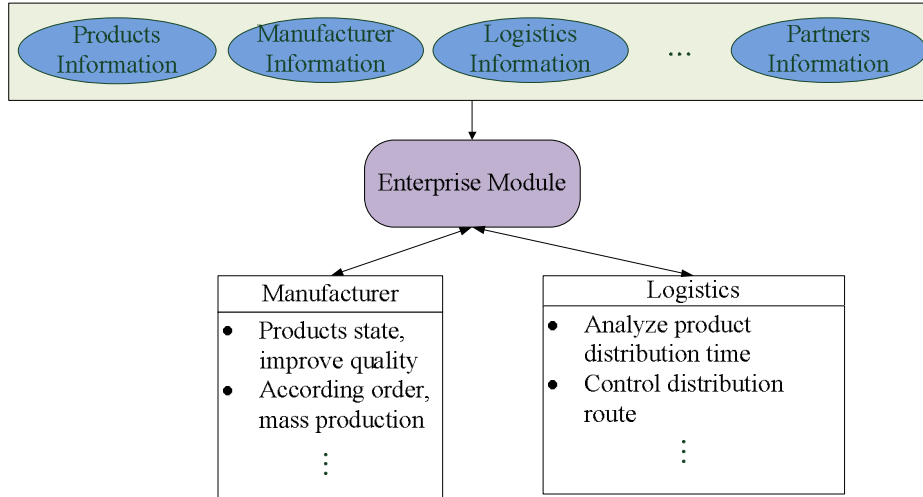 Products
Information
Manufacturer
Information
Logistics
Information
...
Partners
Information
Enterprise Module
Manufacturer
● Products state,
improve quality
● According order,
mass production
⋮
Logistics
● Analyze product
distribution time
● Control distribution
route
⋮